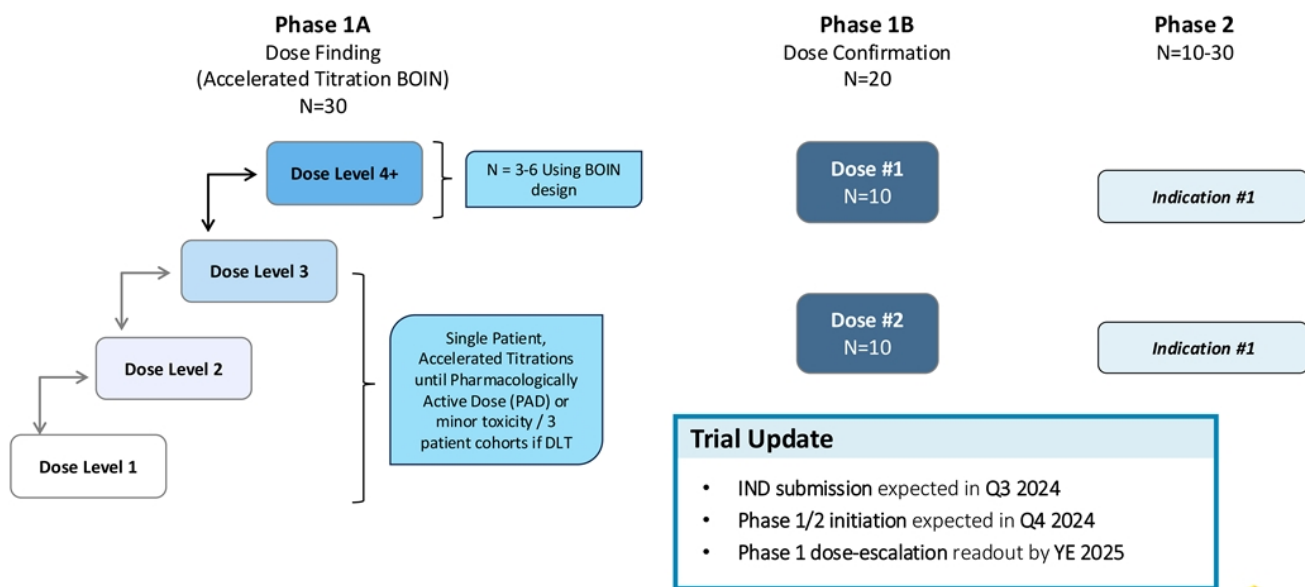 Phase 1A
Dose Finding
(Accelerated Titration BOIN)
N=30
Phase 1B
Dose Confirmation
N=20
Phase 2
N=10-30
Dose Level 4+
N = 3-6 Using BOIN
design
Dose Level 3
Dose Level 2
Dose Level 1
Single Patient,
Accelerated Titrations
until Pharmacologically
Active Dose (PAD) or
minor toxicity / 3
patient cohorts if DLT
Dose #1
N=10
Indication #1
Dose #2
N=10
Indication #1
Trial Update
• IND submission expected in Q3 2024
• Phase 1/2 initiation expected in Q4 2024
• Phase 1 dose-escalation readout by YE 2025